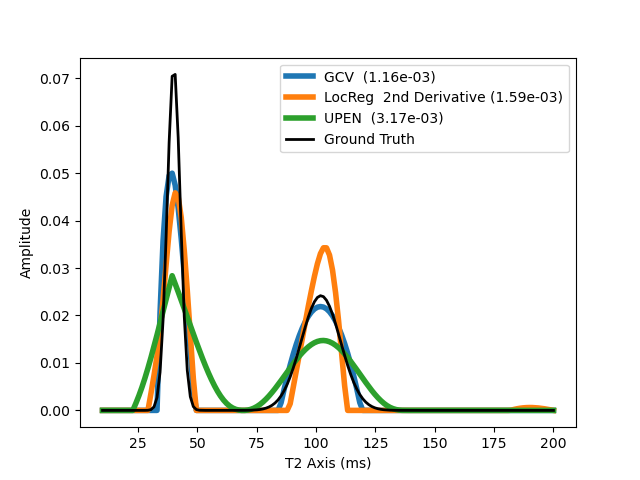 GCV (1.16e-03)
LocReg 2nd Derivative (1.59e-03)
UPEN (3.17e-03)
Ground Truth
Amplitude
0.07
0.06
0.05
0.04
0.03
0.02
0.01
0.00
25 50 75 100 125 150 175 200
T2 Axis (ms)